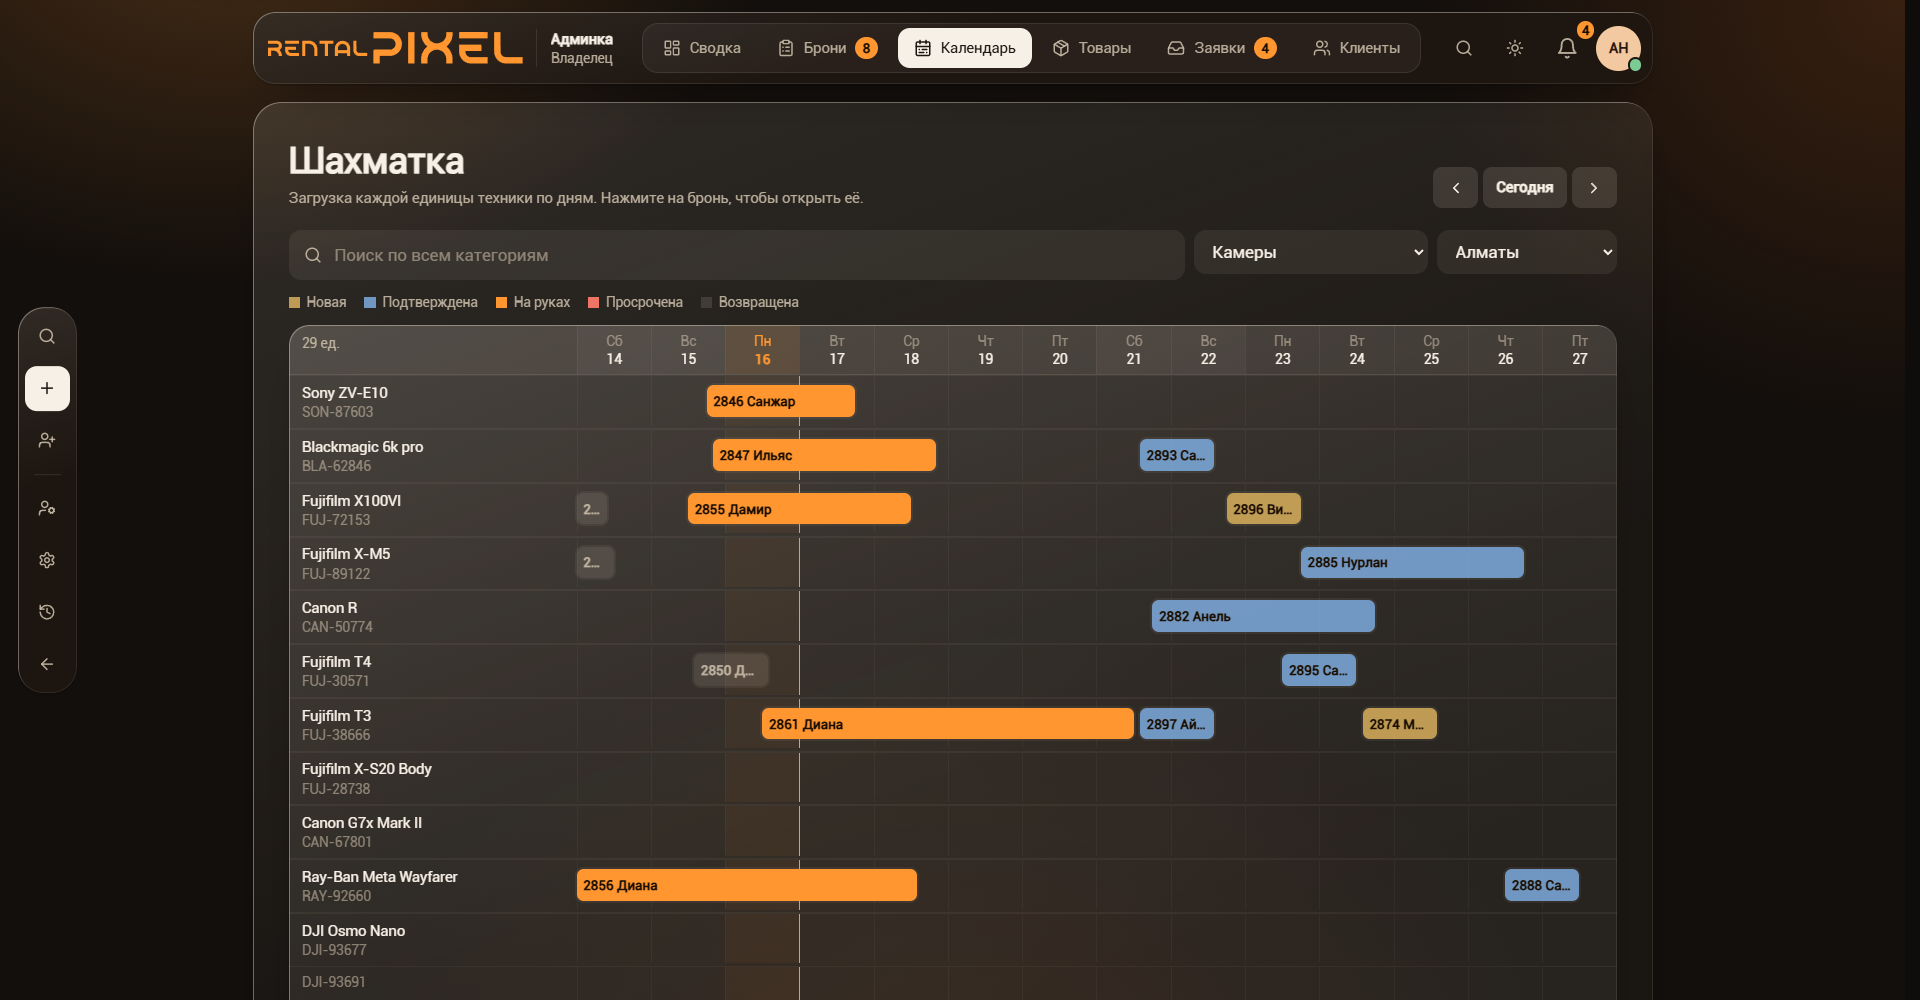 RENTAL PIXEL
Админка
Владелец
Сводка
Брони 8
Календарь
Товары
Заявки 4
Клиенты
4
АН
Шахматка
Загрузка каждой единицы техники по дням. Нажмите на бронь, чтобы открыть её.
Сегодня
Поиск по всем категориям
Камеры
Алматы
Новая
Подтверждена
На руках
Просрочена
Возвращена
29 ед.
Сб 14
Вс 15
Пн 16
Вт 17
Ср 18
Чт 19
Пт 20
Сб 21
Вс 22
Пн 23
Вт 24
Ср 25
Чт 26
Пт 27
Sony ZV-E10
SON-87603
2846 Санжар
Blackmagic 6k pro
BLA-62846
2847 Ильяс
2893 Са...
Fujifilm X100VI
FUJ-72153
2...
2855 Дамир
2896 Ви...
Fujifilm X-M5
FUJ-89122
2...
2885 Нурлан
Canon R
CAN-50774
2882 Анель
Fujifilm T4
FUJ-30571
2850 Д...
2895 Са...
Fujifilm T3
FUJ-38666
2861 Диана
2897 Ай...
2874 М...
Fujifilm X-S20 Body
FUJ-28738
Canon G7x Mark II
CAN-67801
Ray-Ban Meta Wayfarer
RAY-92660
2856 Диана
2888 Са...
DJI Osmo Nano
DJI-93677
DJI-93691